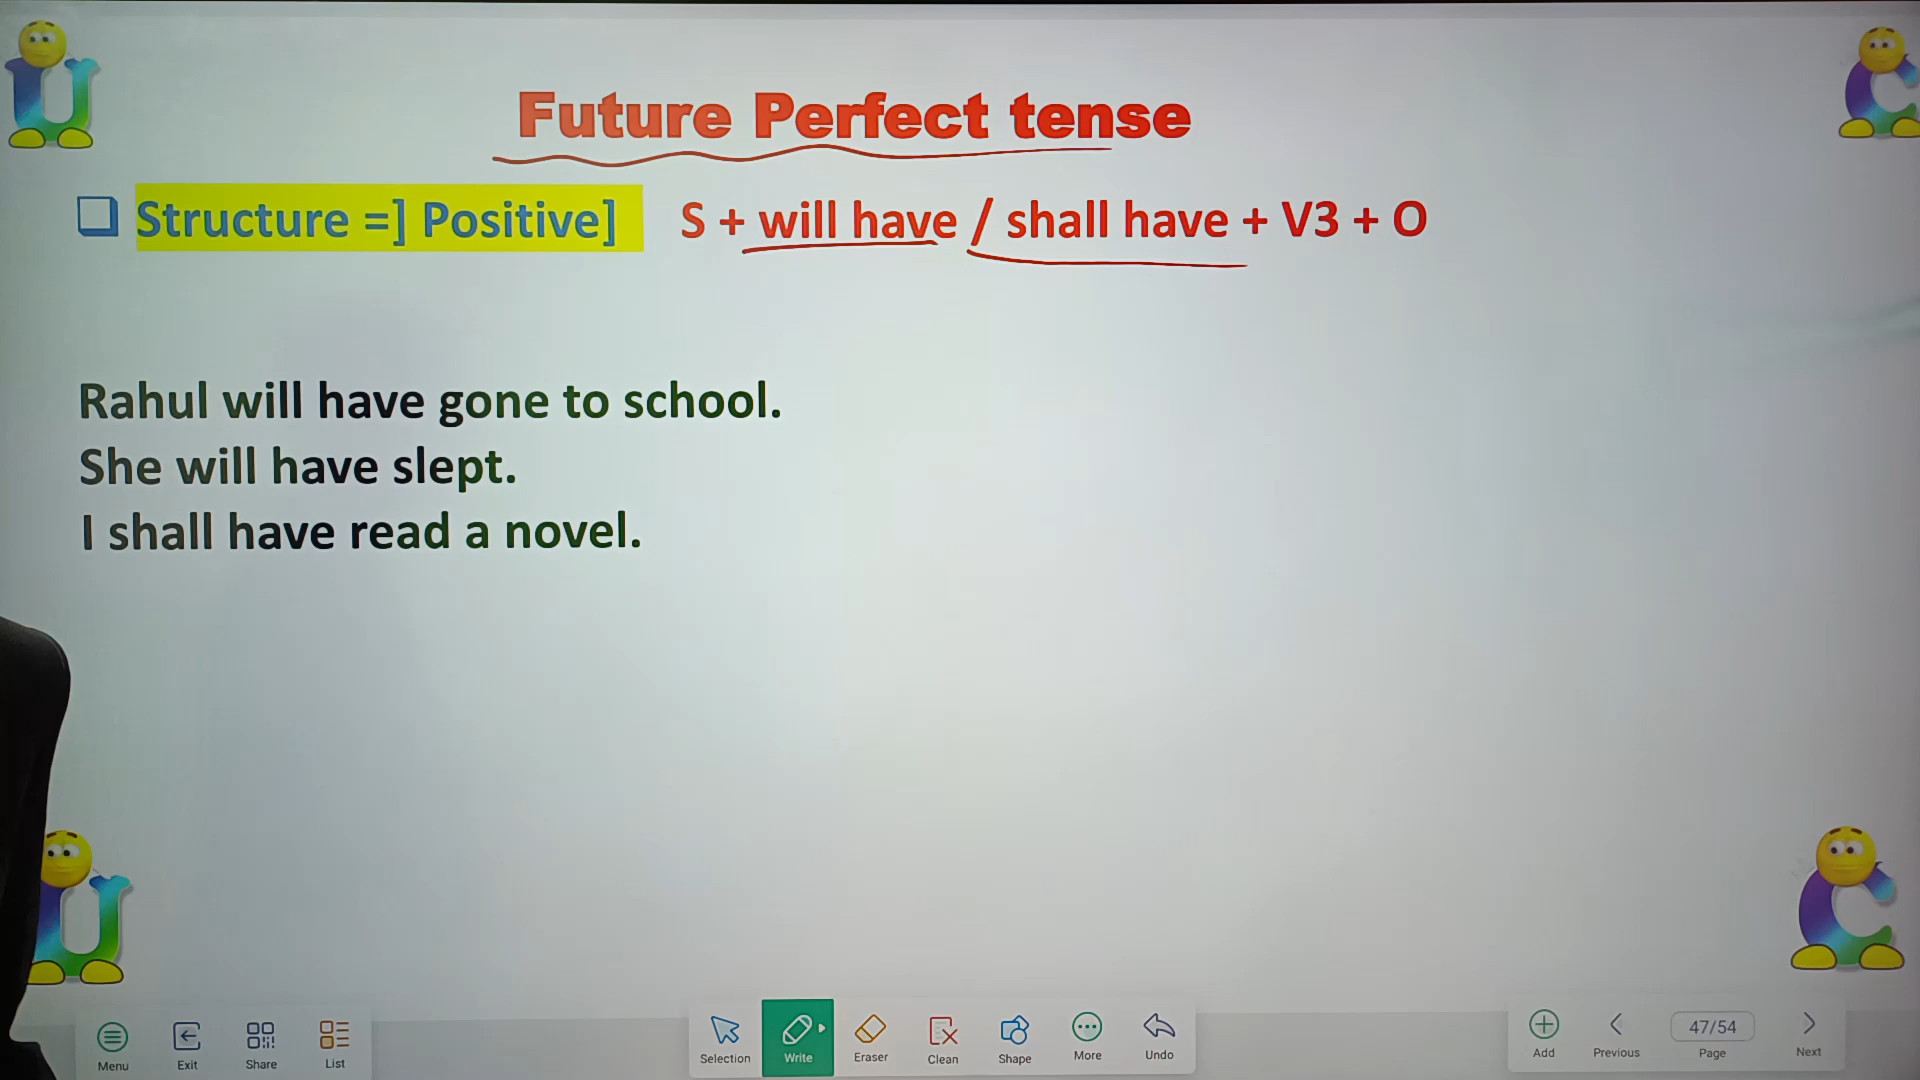 Future Perfect tense
Structure =] Positive] S + will have / shall have + V3 + O
Rahul will have gone to school.
She will have slept.
I shall have read a novel.
Menu Exit Share List Selection Write Eraser Clean Shape More Undo Add Previous 47/54 Page Next